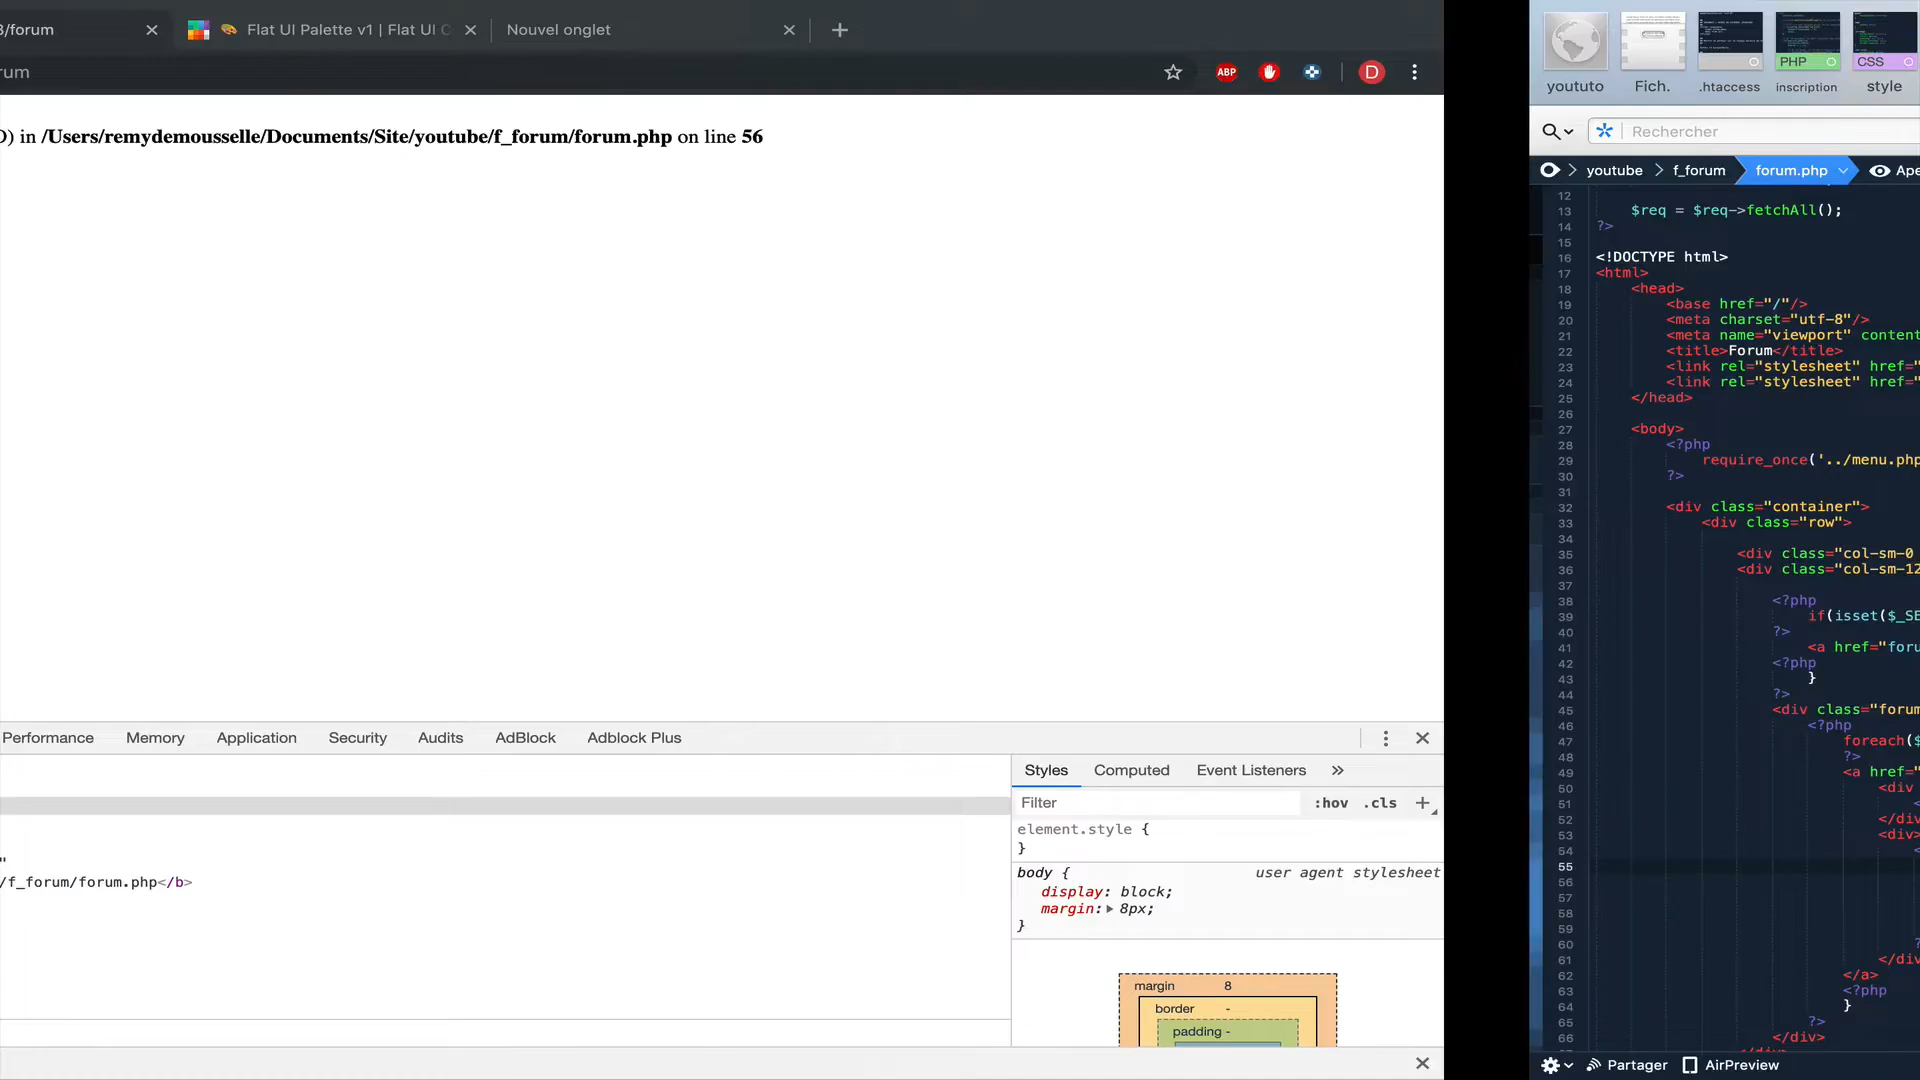 /forum
Flat UI Palette v1 | Flat UI C
Nouvel onglet
rum
ABP
D
) in /Users/remydemousselle/Documents/Site/youtube/f_forum/forum.php on line 56
Performance
Memory
Application
Security
Audits
AdBlock
Adblock Plus
"
/f_forum/forum.php</b>
Styles
Computed
Event Listeners
Filter
:hov
.cls
element.style {
}
body {
user agent stylesheet
display: block;
margin: 8px;
}
margin 8
border -
padding -
PHP
CSS
yoututo
Fich.
.htaccess
inscription
style
Rechercher
youtube
f_forum
forum.php
Ape
12
13 $req = $req->fetchAll();
14 ?>
15
16 <!DOCTYPE html>
17 <html>
18 <head>
19 <base href="/"/>
20 <meta charset="utf-8"/>
21 <meta name="viewport" content
22 <title>Forum</title>
23 <link rel="stylesheet" href="
24 <link rel="stylesheet" href="
25 </head>
26
27 <body>
28 <?php
29 require_once('../menu.php
30 ?>
31
32 <div class="container">
33 <div class="row">
34
35 <div class="col-sm-0
36 <div class="col-sm-12
37
38 <?php
39 if(isset($_SE
40 ?>
41 <a href="foru
42 <?php
43 }
44 ?>
45 <div class="forum
46 <?php
47 foreach($
48 ?>
49 <a href="
50 <div
51 <
52 </div
53 <div>
54 <
55
56
57
58
59
60 ?
61 </div
62 </a>
63 <?php
64 }
65 ?>
66 </div>
Partager
AirPreview